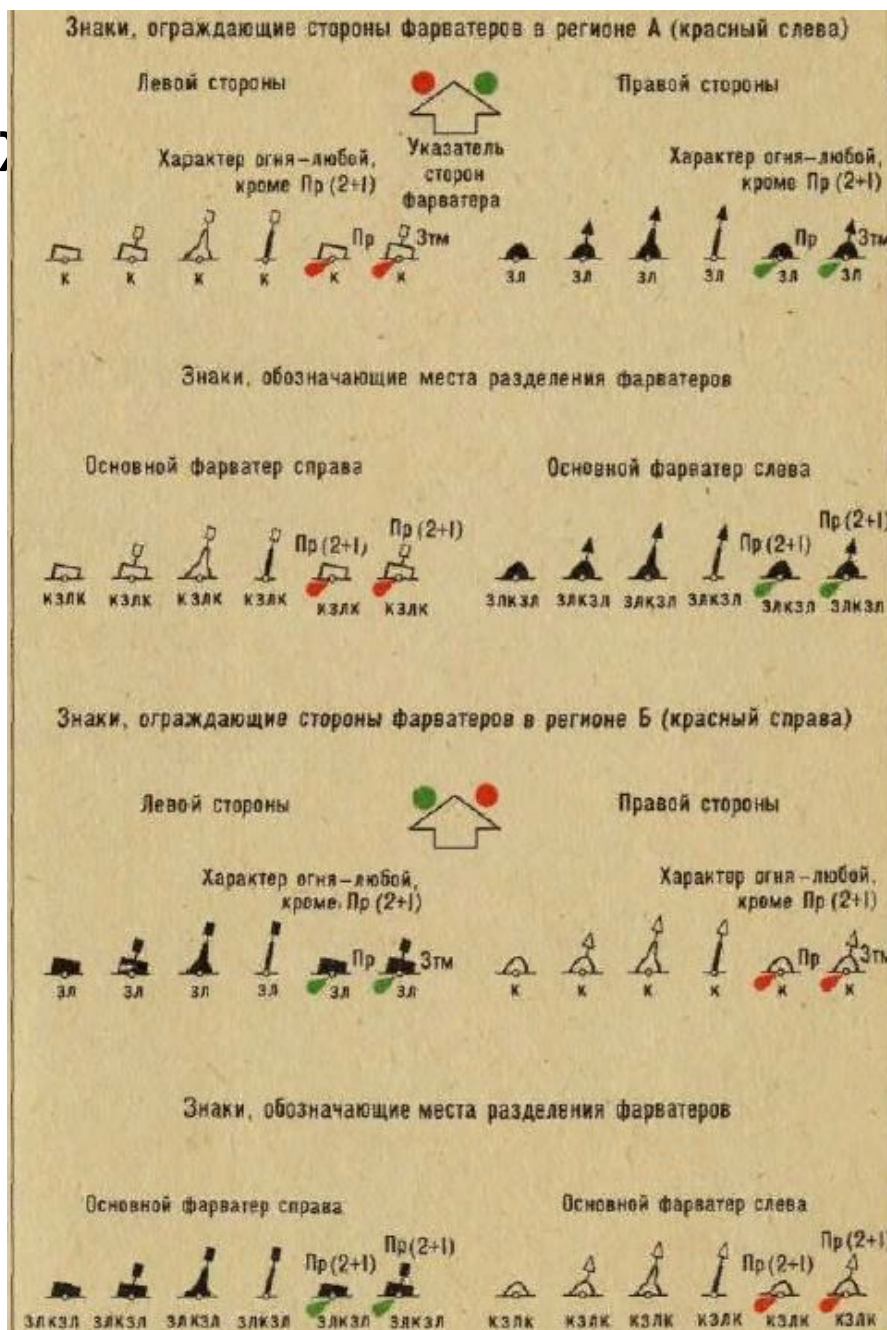 Знаки, ограждающие стороны фарватеров в регионе А (красный слева)
Левой стороны
Правой стороны
Указатель
сторон
фарватера
Характер огня-любой,
кроме Пр (2+1)
Характер огня-любой,
кроме Пр (2+1)
Пр Зтм
к к к к к к
Пр Зтм
зл зл зл зл зл зл
Знаки, обозначающие места разделения фарватеров
Основной фарватер справа
Основной фарватер слева
Пр (2+1) Пр (2+1)
кзлк кзлк кзлк кзлк кзлк кзлк
Пр (2+1) Пр (2+1)
злкзл злкзл злкзл злкзл злкзл злкзл
Знаки, ограждающие стороны фарватеров в регионе Б (красный справа)
Левой стороны
Правой стороны
Характер огня-любой,
кроме Пр (2+1)
Характер огня-любой,
кроме Пр (2+1)
Пр Зтм
зл зл зл зл зл зл
Пр Зтм
к к к к к к
Знаки, обозначающие места разделения фарватеров
Основной фарватер справа
Основной фарватер слева
Пр (2+1) Пр (2+1)
злкзл злкзл злкзл злкзл злкзл злкзл
Пр (2+1) Пр (2+1)
кзлк кзлк кзлк кзлк кзлк кзлк